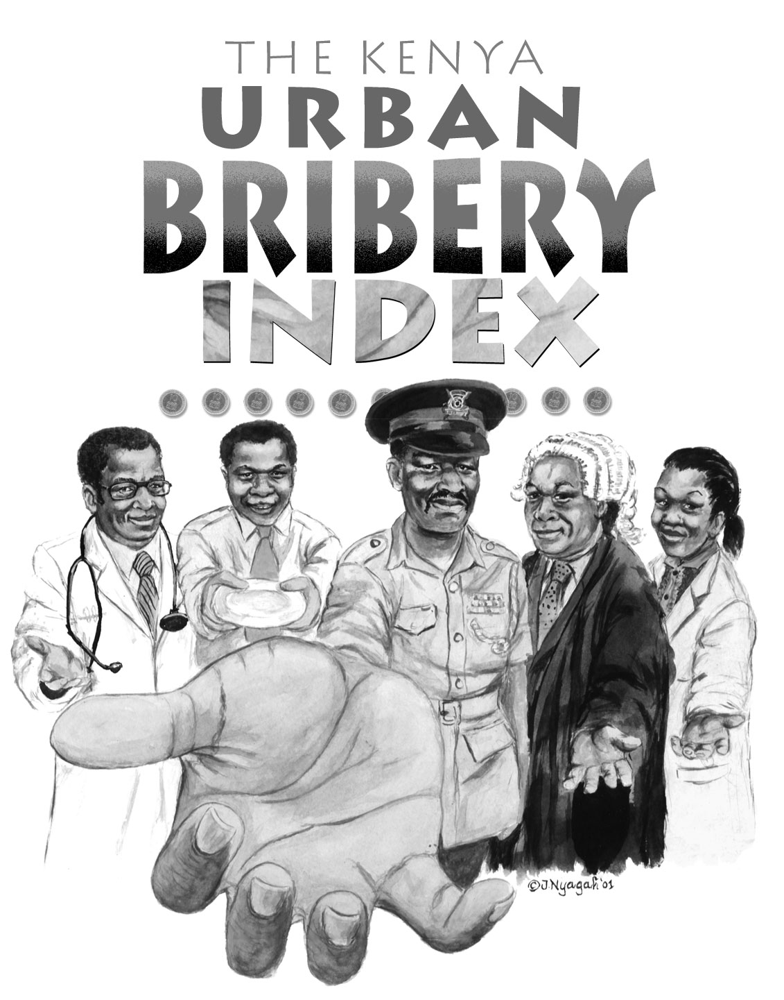 THE KENYA
URBAN
BRIBERY
INDEX
©J.Nyagah '01